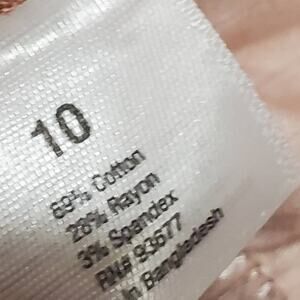 10
69% Cotton
28% Rayon
3% Spandex
RN# 93677
In Bangladesh